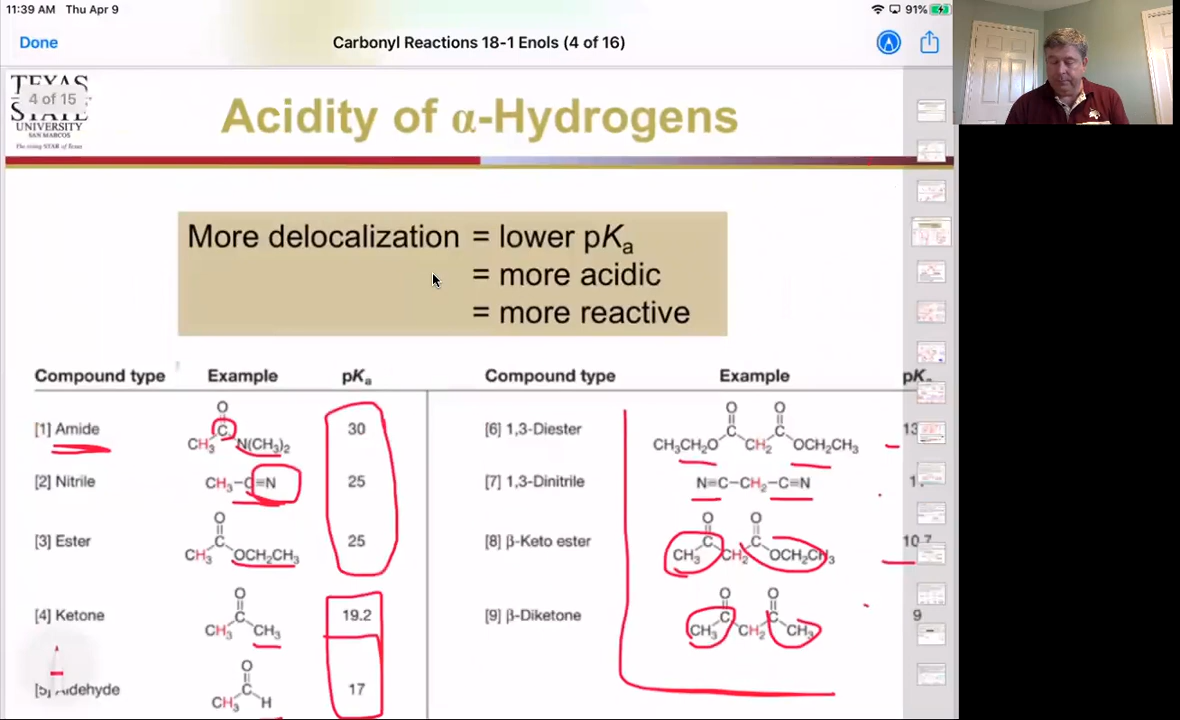 11:39 AM Thu Apr 9
91%
Done
Carbonyl Reactions 18-1 Enols (4 of 16)
TEXAS
STATE
UNIVERSITY
SAN MARCOS
The rising STAR of Texas
4 of 15
Acidity of α-Hydrogens
More delocalization = lower pKa
= more acidic
= more reactive
Compound type Example pKa
[1] Amide CH3 C O N(CH3)2 30
[2] Nitrile CH3–C≡N 25
[3] Ester CH3 C O OCH2CH3 25
[4] Ketone CH3 C O CH3 19.2
[5] Aldehyde CH3 C O H 17
Compound type Example pK
[6] 1,3-Diester CH3CH2O C O CH2 C O OCH2CH3 13
[7] 1,3-Dinitrile N≡C–CH2–C≡N
[8] β-Keto ester CH3 C O CH2 C O OCH2CH3 10.7
[9] β-Diketone CH3 C O CH2 C O CH3 9